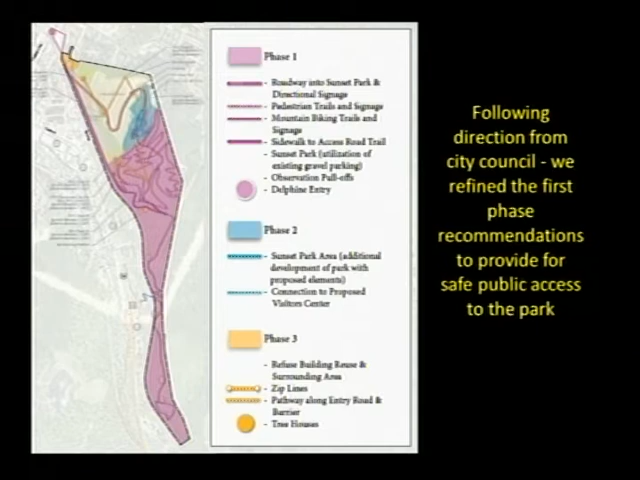 Phase 1
- Roadway into Sunset Park &
Directional Signage
- Pedestrian Trails and Signage
- Mountain Biking Trails and
Signage
- Sidewalk to Access Road Trail
- Sunset Park (utilization of
existing gravel parking)
- Observation Pull-offs
- Delphine Entry
Phase 2
- Sunset Park Area (additional
development of park with
proposed elements)
- Connection to Proposed
Visitors Center
Phase 3
- Refuse Building Reuse &
Surrounding Area
- Zip Lines
- Pathway along Entry Road &
Barrier
- Tree Houses
Following
direction from
city council - we
refined the first
phase
recommendations
to provide for
safe public access
to the park